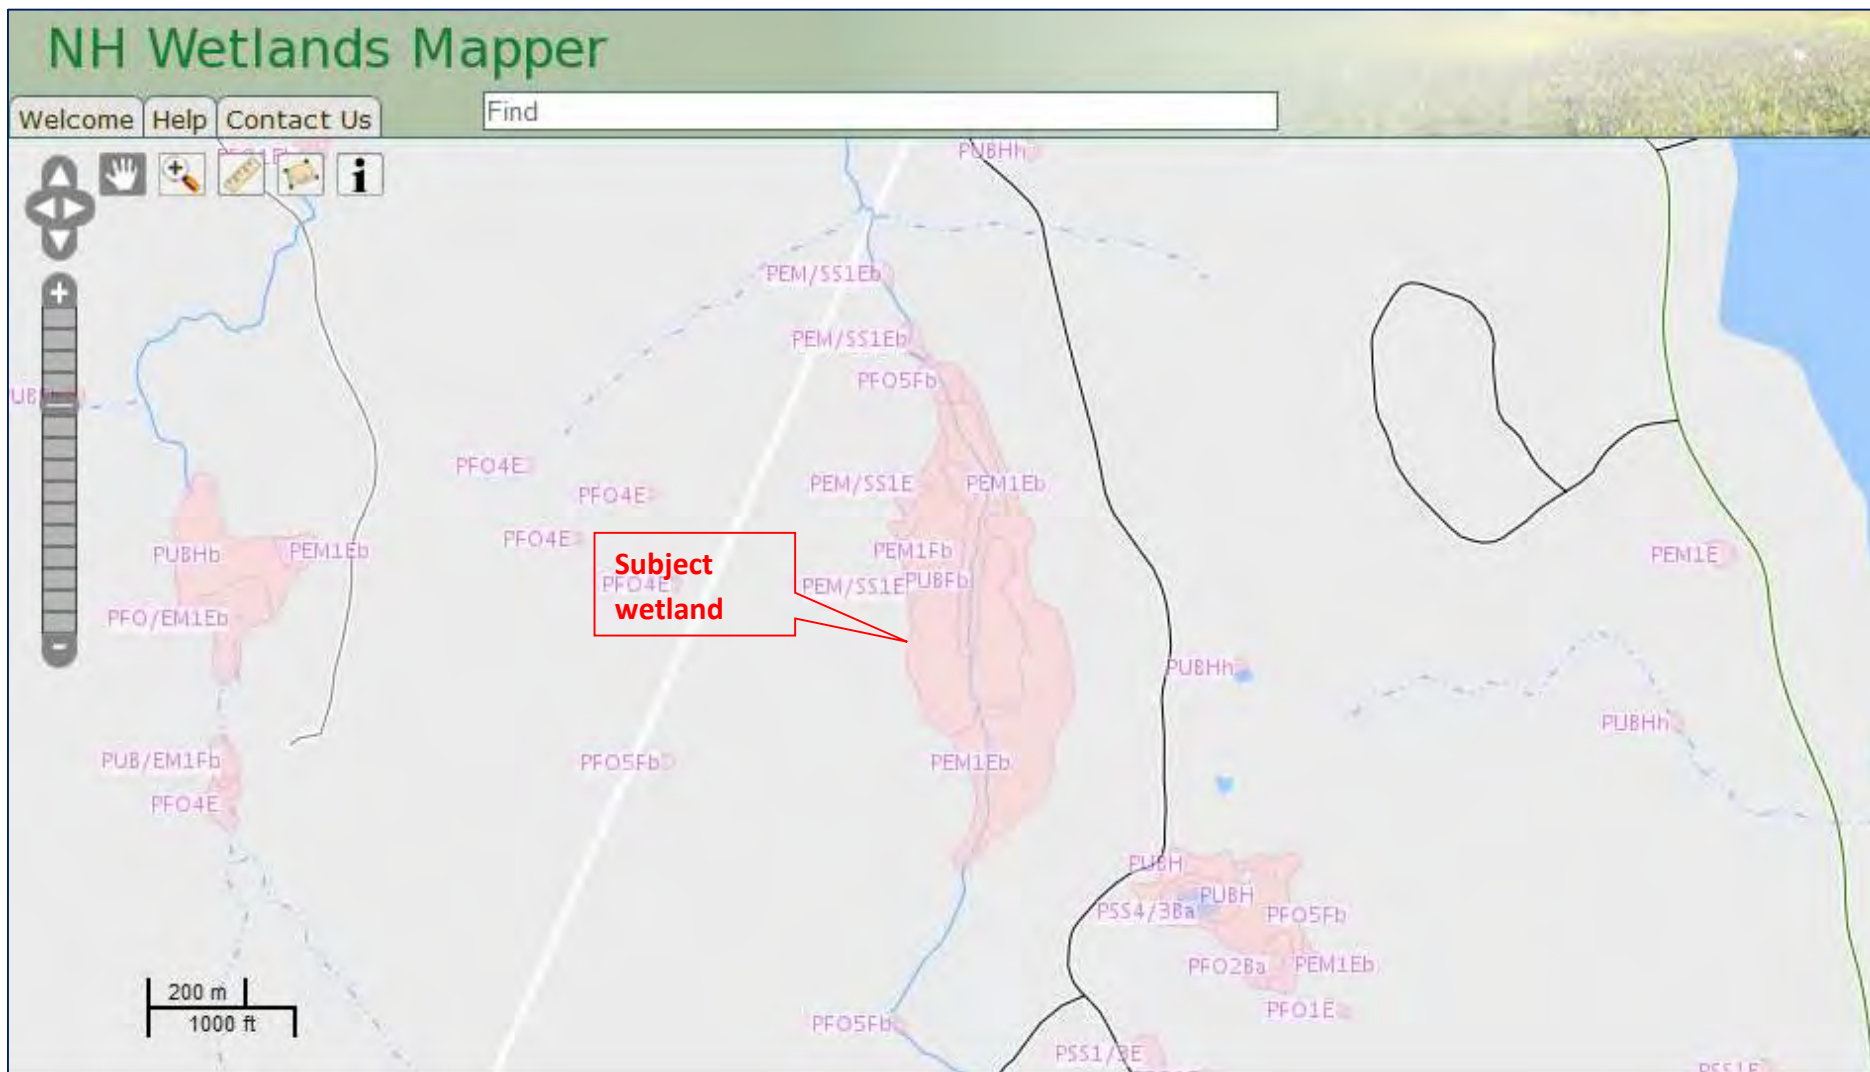 NH Wetlands Mapper
Welcome Help Contact Us
Find
PUBHh
PEM/SS1Eb
PEM/SS1Eb
PFO5Fb
PFO4E
PFO4E
PEM/SS1E
PEM1Eb
PFO4E
PFO4E
Subject
wetland
PEM1Fb
PEM/SS1E
PUBFb
PUBHb
PEM1Eb
PEM1E
PFO/EM1Eb
PUBHh
PUBHh
PUB/EM1Fb
PFO5Fb
PEM1Eb
PFO4E
PUBH
PUBH
PSS4/3Ba
PFO5Fb
PFO2Ba
PEM1Eb
200 m
1000 ft
PFO1E
PFO5Fb
PSS1/3E